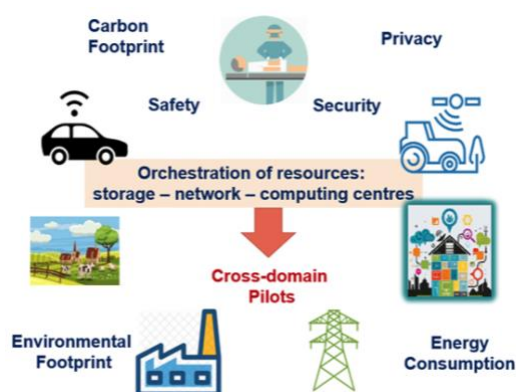 Carbon
Footprint
Privacy
Safety
Security
Orchestration of resources:
storage – network – computing centres
Cross-domain
Pilots
Environmental
Footprint
Energy
Consumption